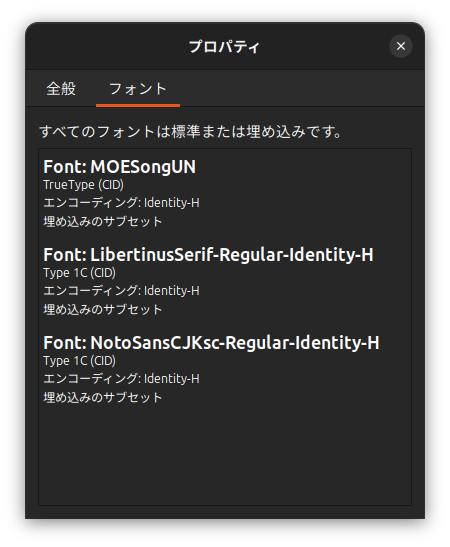 プロパティ
全般 フォント
すべてのフォントは標準または埋め込みです。
Font: MOESongUN
TrueType (CID)
エンコーディング: Identity-H
埋め込みのサブセット
Font: LibertinusSerif-Regular-Identity-H
Type 1C (CID)
エンコーディング: Identity-H
埋め込みのサブセット
Font: NotoSansCJKsc-Regular-Identity-H
Type 1C (CID)
エンコーディング: Identity-H
埋め込みのサブセット